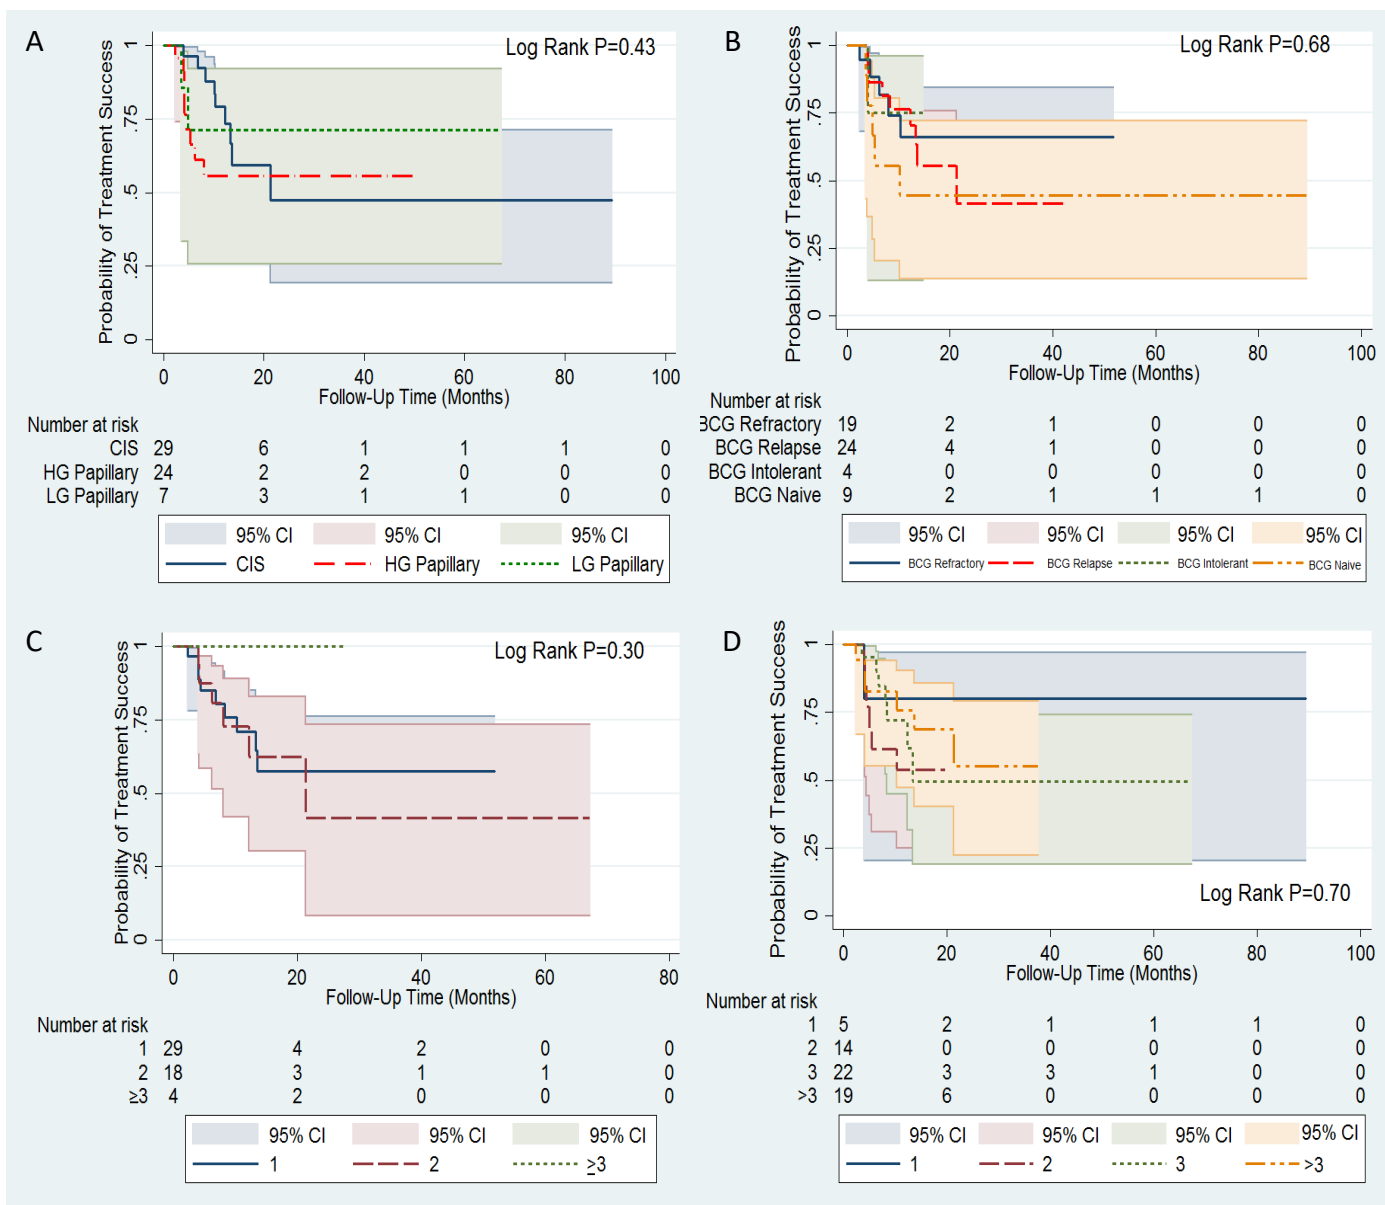 A
Log Rank P=0.43
Probability of Treatment Success
1
.75
.5
.25
0
0 20 40 60 80 100
Follow-Up Time (Months)
Number at risk
CIS 29 6 1 1 1 0
HG Papillary 24 2 2 0 0 0
LG Papillary 7 3 1 1 0 0
95% CI 95% CI 95% CI
CIS HG Papillary LG Papillary
B
Log Rank P=0.68
Probability of Treatment Success
1
.75
.5
.25
0
0 20 40 60 80 100
Follow-Up Time (Months)
Number at risk
BCG Refractory 19 2 1 0 0 0
BCG Relapse 24 4 1 0 0 0
BCG Intolerant 4 0 0 0 0 0
BCG Naive 9 2 1 1 1 0
95% CI 95% CI 95% CI 95% CI
BCG Refractory BCG Relapse BCG Intolerant BCG Naive
C
Log Rank P=0.30
Probability of Treatment Success
1
.75
.5
.25
0
0 20 40 60 80
Follow-Up Time (Months)
Number at risk
1 29 4 2 0 0
2 18 3 1 1 0
≥3 4 2 0 0 0
95% CI 95% CI 95% CI
1 2 ≥3
D
Log Rank P=0.70
Probability of Treatment Success
1
.75
.5
.25
0
0 20 40 60 80 100
Follow-Up Time (Months)
Number at risk
1 5 2 1 1 1 0
2 14 0 0 0 0 0
3 22 3 3 1 0 0
>3 19 6 0 0 0 0
95% CI 95% CI 95% CI 95% CI
1 2 3 >3